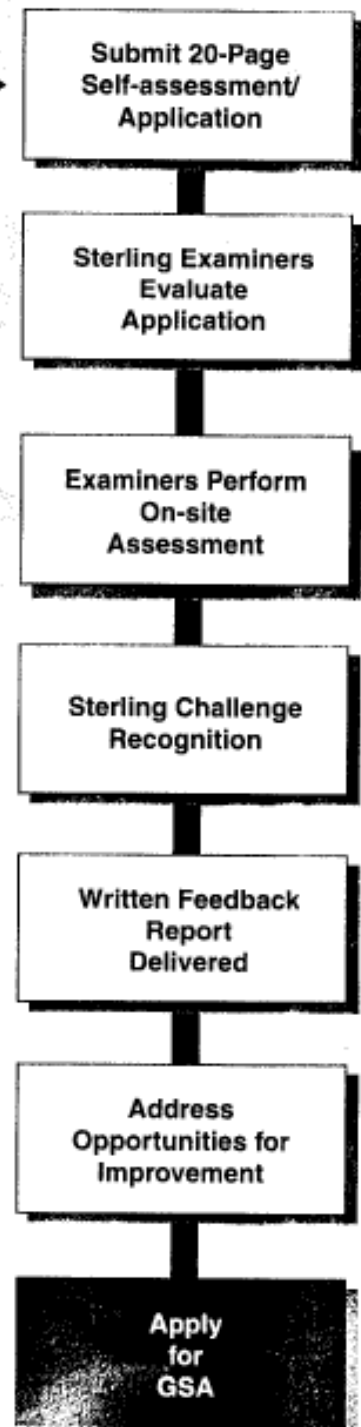 Submit 20-Page
Self-assessment/
Application
Sterling Examiners
Evaluate
Application
Examiners Perform
On-site
Assessment
Sterling Challenge
Recognition
Written Feedback
Report
Delivered
Address
Opportunities for
Improvement
Apply
for
GSA